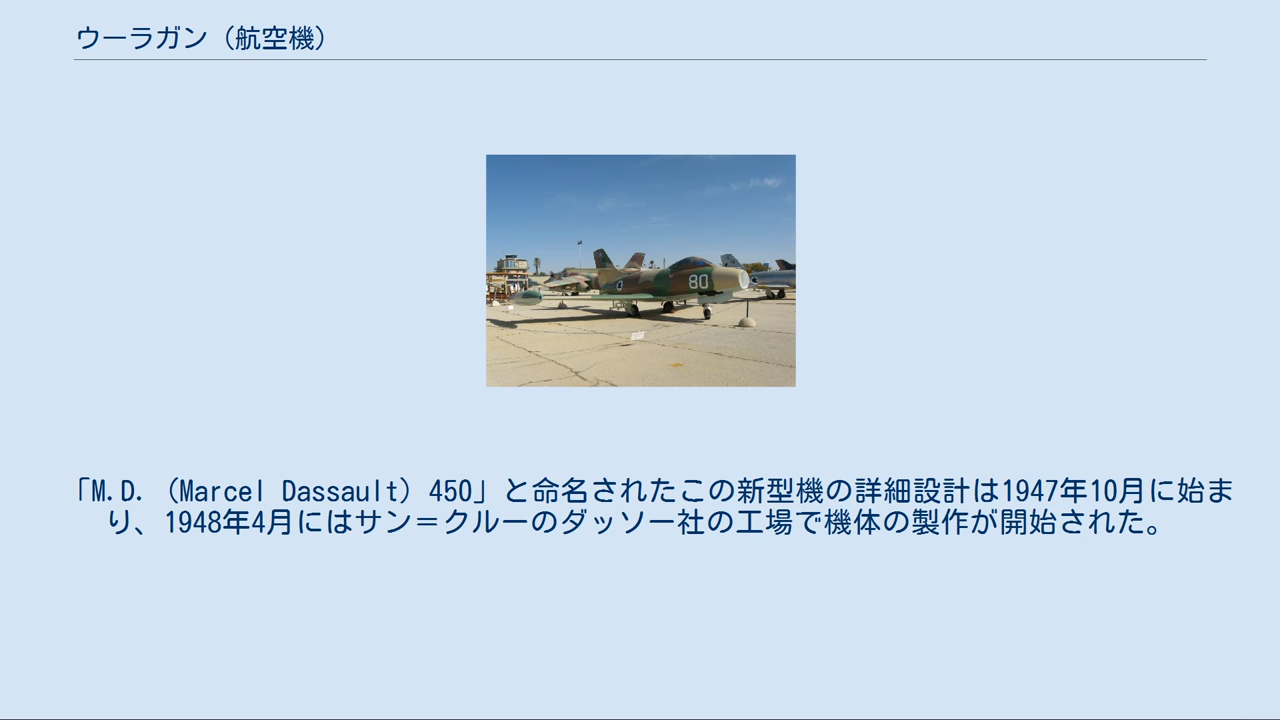 ウーラガン（航空機）
80
「M.D.（Marcel Dassault）450」と命名されたこの新型機の詳細設計は1947年10月に始ま
り、1948年4月にはサン＝クルーのダッソー社の工場で機体の製作が開始された。